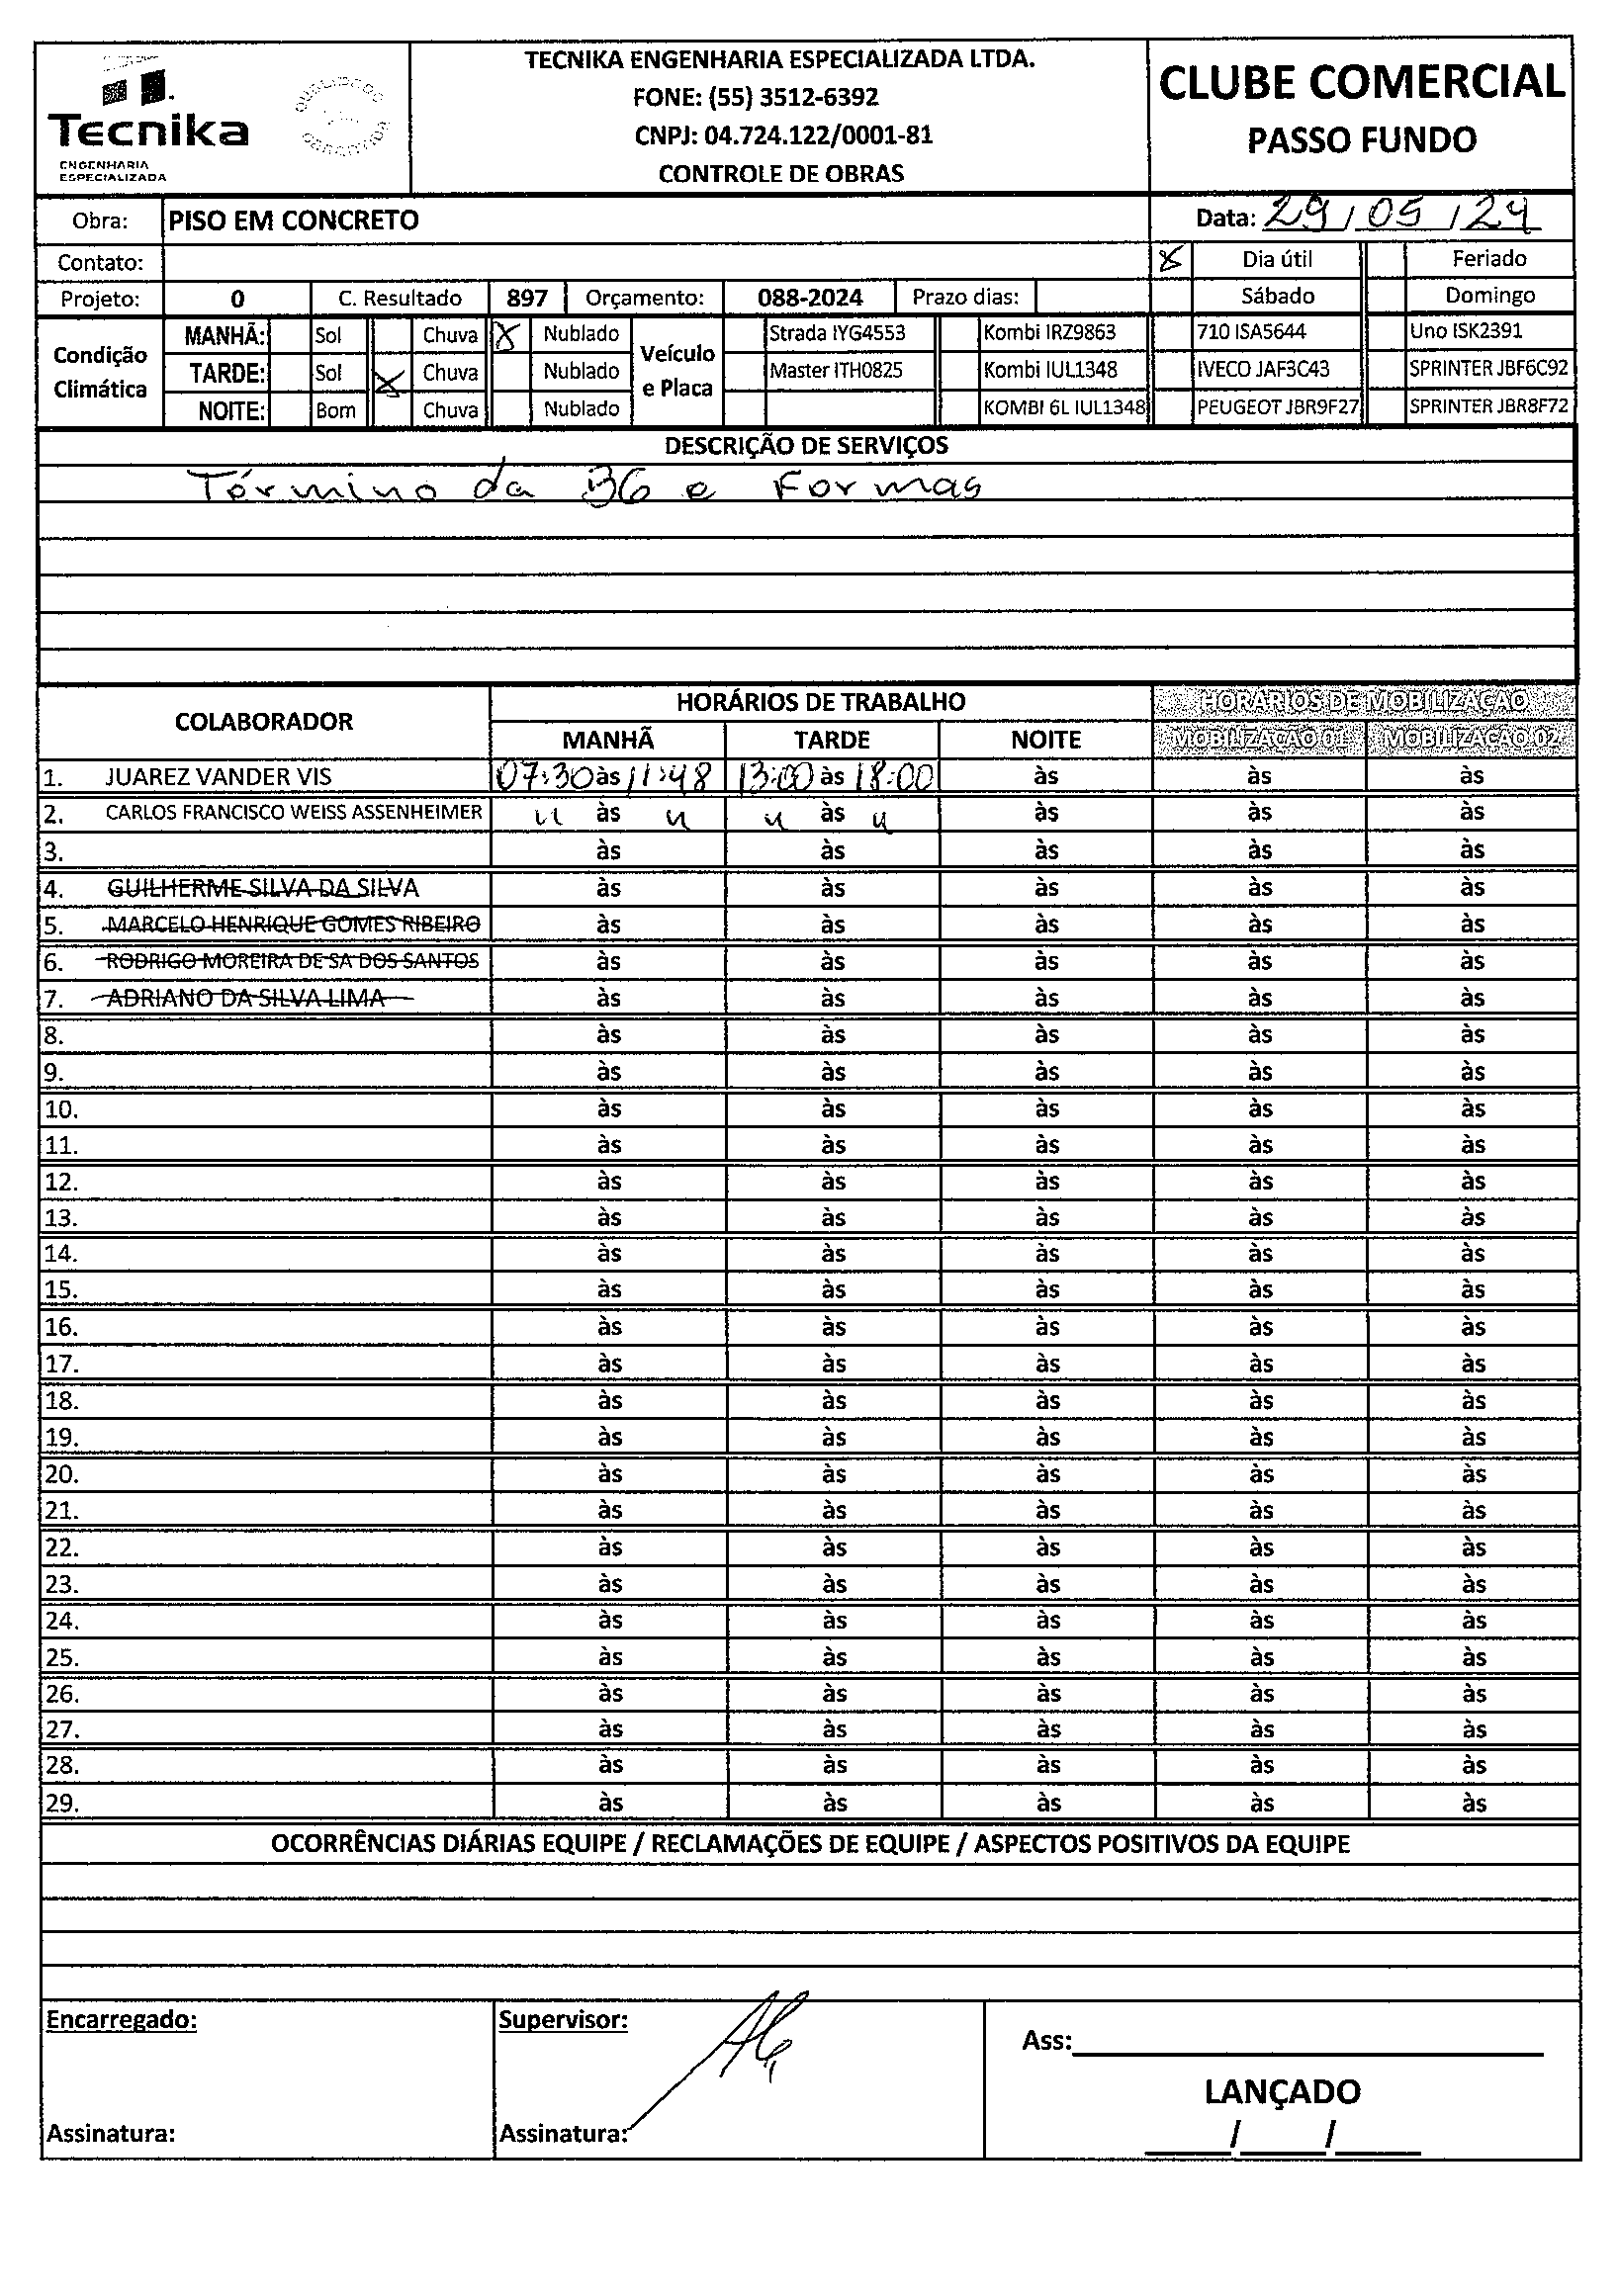 Tecnika
ENGENHARIA
ESPECIALIZADA
TECNIKA ENGENHARIA ESPECIALIZADA LTDA.
FONE: (55) 3512-6392
CNPJ: 04.724.122/0001-81
CONTROLE DE OBRAS
CLUBE COMERCIAL
PASSO FUNDO
Obra: PISO EM CONCRETO Data: 29/05/24
Contato: X Dia útil Feriado
Projeto: 0 C. Resultado 897 Orçamento: 088-2024 Prazo dias: Sábado Domingo
Condição Climática
MANHÃ: Sol Chuva X Nublado Veículo e Placa Strada IYG4553 Kombi IRZ9863 710 ISA5644 Uno ISK2391
TARDE: Sol X Chuva Nublado Master ITH0825 Kombi IUL1348 IVECO JAF3C43 SPRINTER JBF6C92
NOITE: Bom Chuva Nublado KOMBI 6L IUL1348 PEUGEOT JBR9F27 SPRINTER JBR8F72
DESCRIÇÃO DE SERVIÇOS
Término da BG e Formas
COLABORADOR HORÁRIOS DE TRABALHO HORÁRIOS DE MOBILIZAÇÃO
MANHÃ TARDE NOITE MOBILIZAÇÃO 01 MOBILIZAÇÃO 02
1. JUAREZ VANDER VIS 07:30 às 11:48 13:00 às 18:00 às às às
2. CARLOS FRANCISCO WEISS ASSENHEIMER " às " " às " às às às
3. às às às às às
4. GUILHERME SILVA DA SILVA às às às às às
5. MARCELO HENRIQUE GOMES RIBEIRO às às às às às
6. RODRIGO MOREIRA DE SA DOS SANTOS às às às às às
7. ADRIANO DA SILVA LIMA às às às às às
8. às às às às às
9. às às às às às
10. às às às às às
11. às às às às às
12. às às às às às
13. às às às às às
14. às às às às às
15. às às às às às
16. às às às às às
17. às às às às às
18. às às às às às
19. às às às às às
20. às às às às às
21. às às às às às
22. às às às às às
23. às às às às às
24. às às às às às
25. às às às às às
26. às às às às às
27. às às às às às
28. às às às às às
29. às às às às às
OCORRÊNCIAS DIÁRIAS EQUIPE / RECLAMAÇÕES DE EQUIPE / ASPECTOS POSITIVOS DA EQUIPE
Encarregado: Supervisor:
Ass:
LANÇADO
Assinatura: Assinatura:
___/___/___